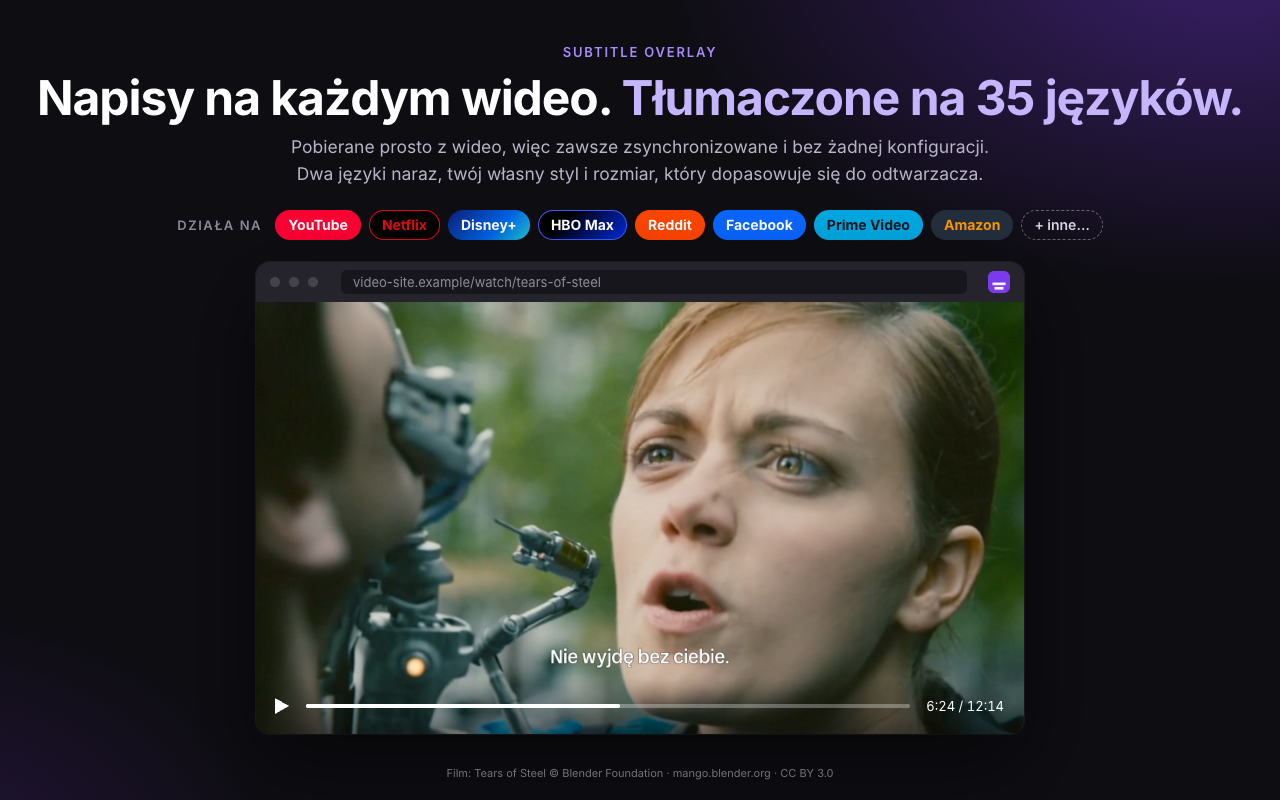 SUBTITLE OVERLAY
Napisy na każdym wideo. Tłumaczone na 35 języków.
Pobierane prosto z wideo, więc zawsze zsynchronizowane i bez żadnej konfiguracji.
Dwa języki naraz, twój własny styl i rozmiar, który dopasowuje się do odtwarzacza.
DZIAŁA NA YouTube Netflix Disney+ HBO Max Reddit Facebook Prime Video Amazon + inne...
video-site.example/watch/tears-of-steel
Nie wyjdę bez ciebie.
6:24 / 12:14
Film: Tears of Steel © Blender Foundation · mango.blender.org · CC BY 3.0